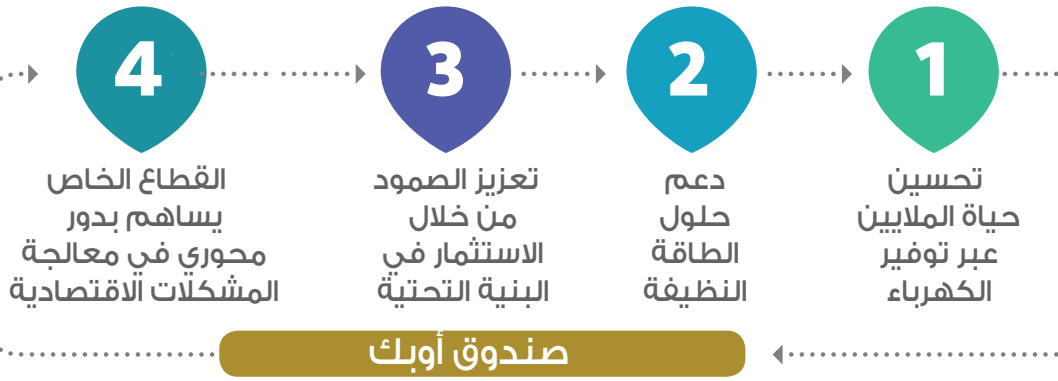 1
تحسين
حياة الملايين
عبر توفير
الكهرباء
2
دعم
حلول
الطاقة
النظيفة
3
تعزيز الصمود
من خلال
الاستثمار في
البنية التحتية
4
القطاع الخاص
يساهم بدور
محوري في معالجة
المشكلات الاقتصادية
صندوق أوبك